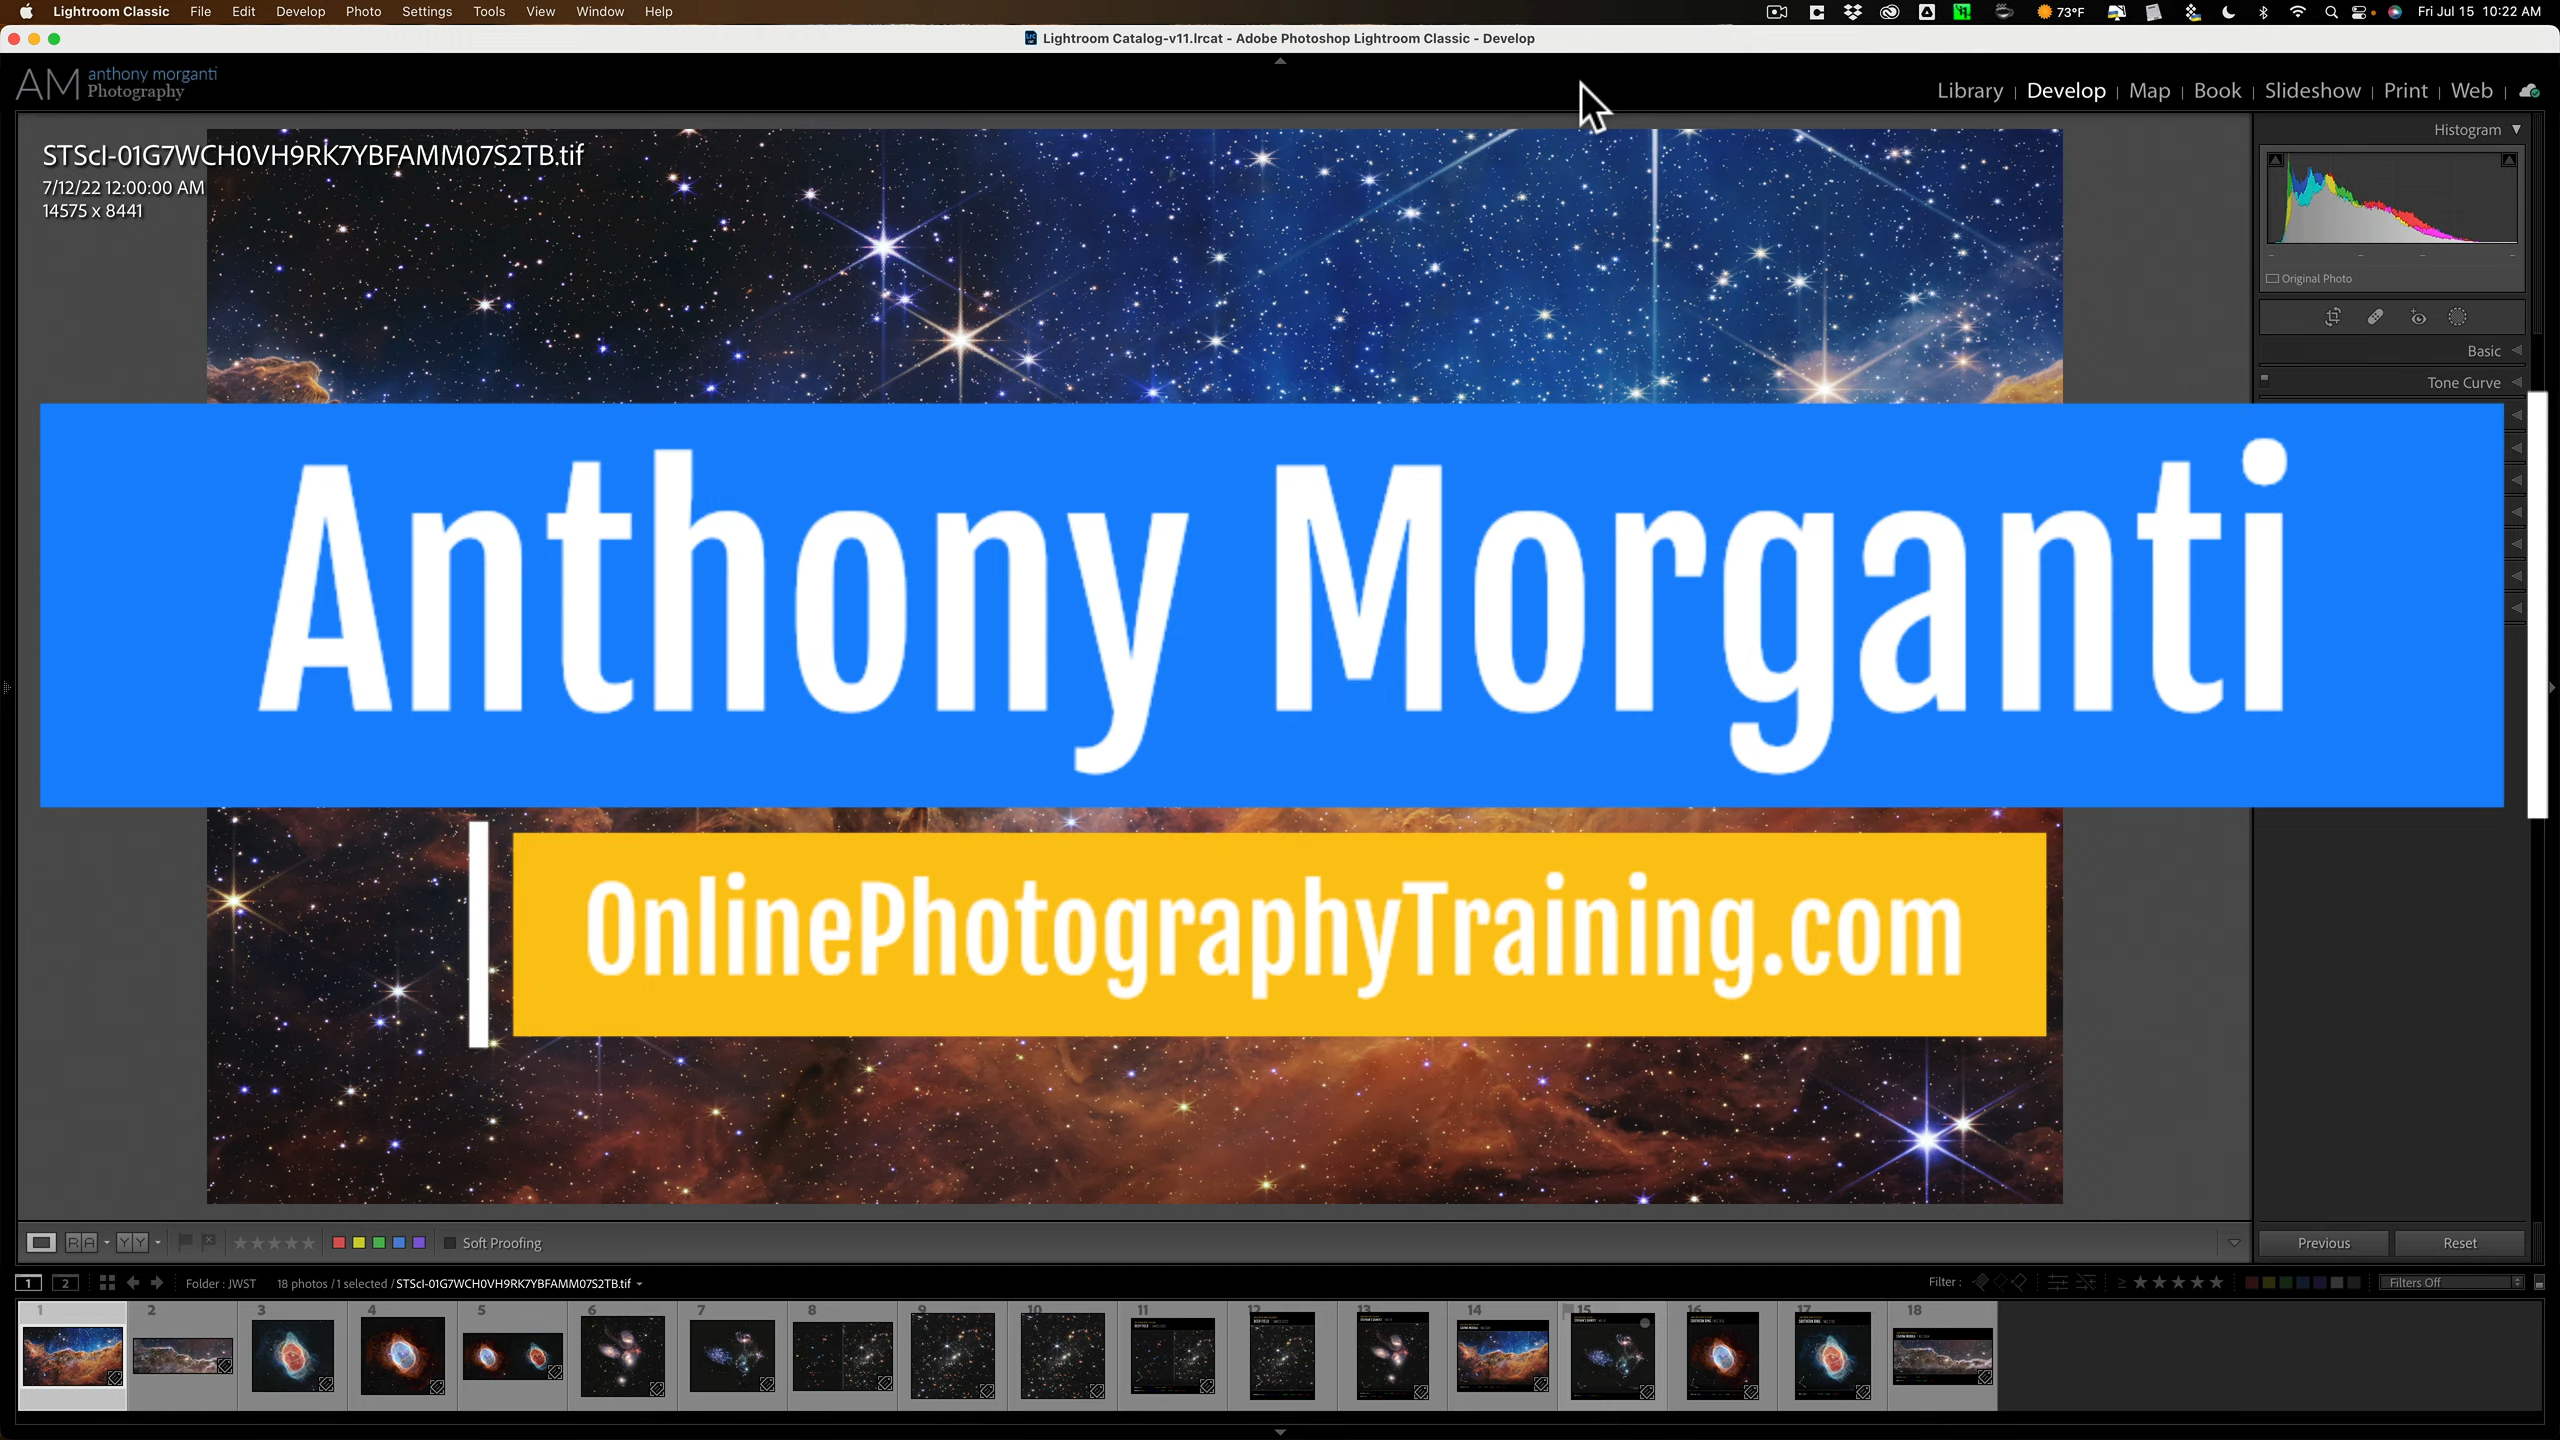 Lightroom Classic File Edit Develop Photo Settings Tools View Window Help
73°F Fri Jul 15 10:22 AM
Lightroom Catalog-v11.lrcat - Adobe Photoshop Lightroom Classic - Develop
AM anthony morganti
Photography
Library | Develop | Map | Book | Slideshow | Print | Web
STScI-01G7WCH0VH9RK7YBFAMM07S2TB.tif
7/12/22 12:00:00 AM
14575 x 8441
Histogram
Original Photo
Basic
Tone Curve
Anthony Morganti
OnlinePhotographyTraining.com
Soft Proofing
Previous Reset
1 2 Folder : JWST 18 photos / 1 selected / STScI-01G7WCH0VH9RK7YBFAMM07S2TB.tif
Filter : Filters Off
1 2 3 4 5 6 7 8 9 10 11 12 13 14 15 16 17 18